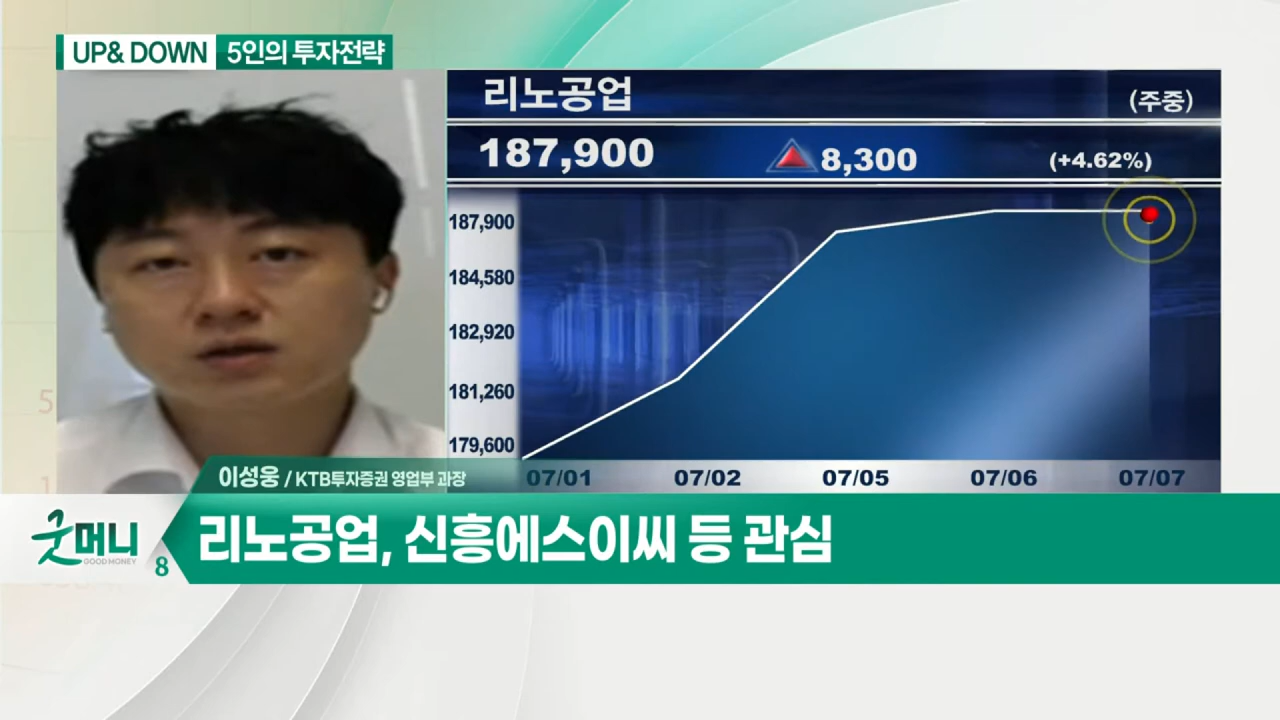 UP& DOWN 5인의 투자전략
리노공업 (주중)
187,900 8,300 (+4.62%)
187,900
184,580
182,920
181,260
179,600
07/01 07/02 07/05 07/06 07/07
5
1
이성웅 / KTB투자증권 영업부 과장
굿머니
GOOD MONEY
8
리노공업, 신흥에스이씨 등 관심